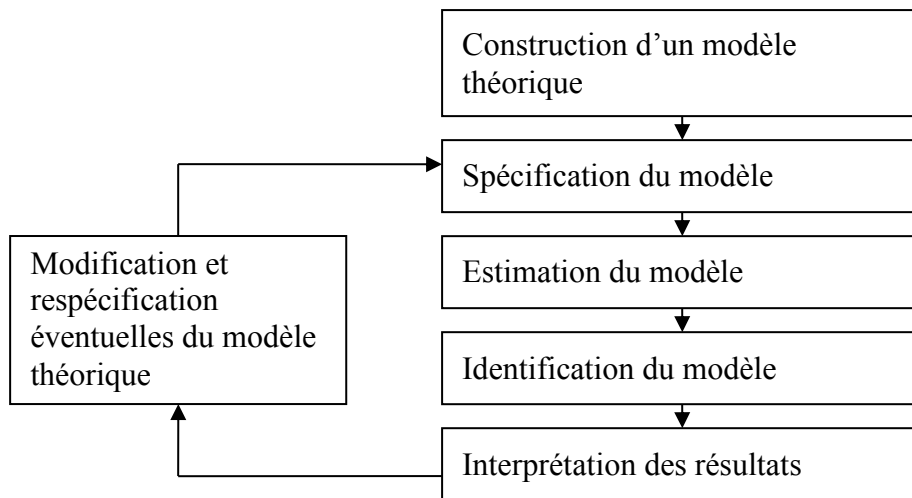 Construction d’un modèle
théorique
Spécification du modèle
Estimation du modèle
Identification du modèle
Interprétation des résultats
Modification et
respécification
éventuelles du modèle
théorique